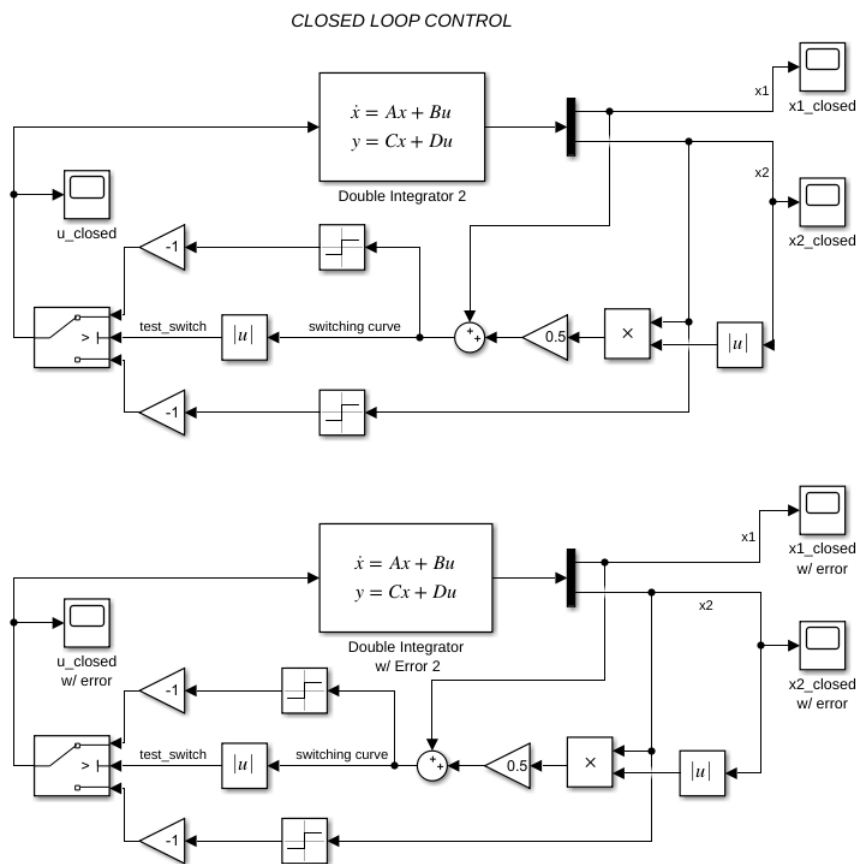 CLOSED LOOP CONTROL
x1
x1_closed
ẋ = Ax + Bu
y = Cx + Du
Double Integrator 2
x2
x2_closed
u_closed
-1
test_switch
|u|
switching curve
+
+
0.5
×
|u|
>
-1
x1
x1_closed
w/ error
ẋ = Ax + Bu
y = Cx + Du
Double Integrator
w/ Error 2
x2
x2_closed
w/ error
u_closed
w/ error
-1
test_switch
|u|
switching curve
+
+
0.5
×
|u|
>
-1